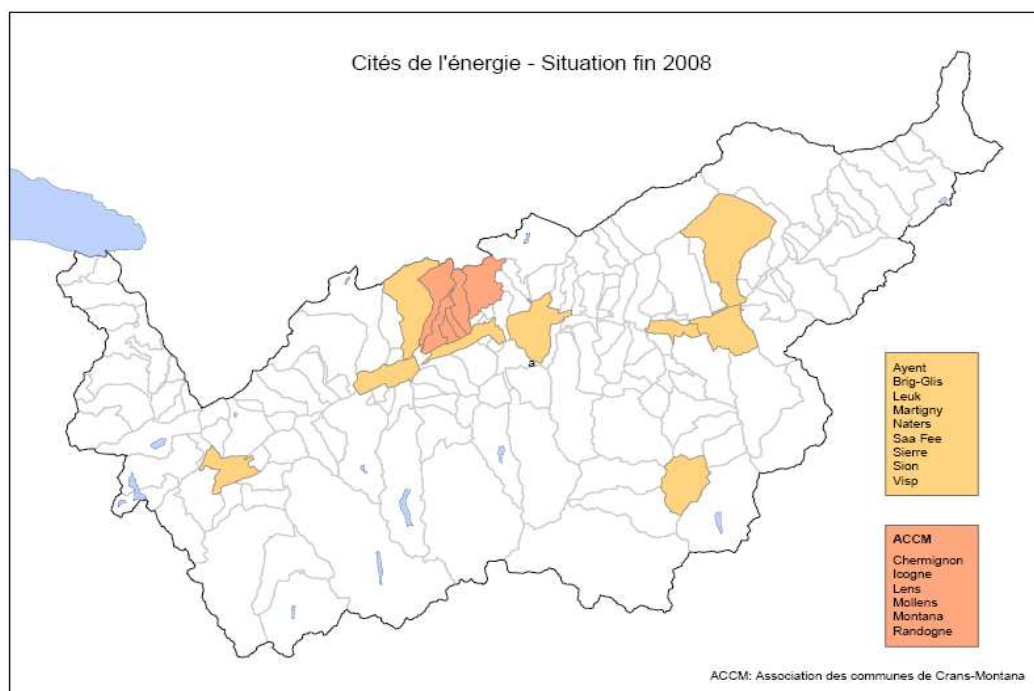 Cités de l'énergie - Situation fin 2008
a
Ayent
Brig-Glis
Leuk
Martigny
Naters
Saa Fee
Sierre
Sion
Visp
ACCM
Chermignon
Icogne
Lens
Mollens
Montana
Randogne
ACCM: Association des communes de Crans-Montana